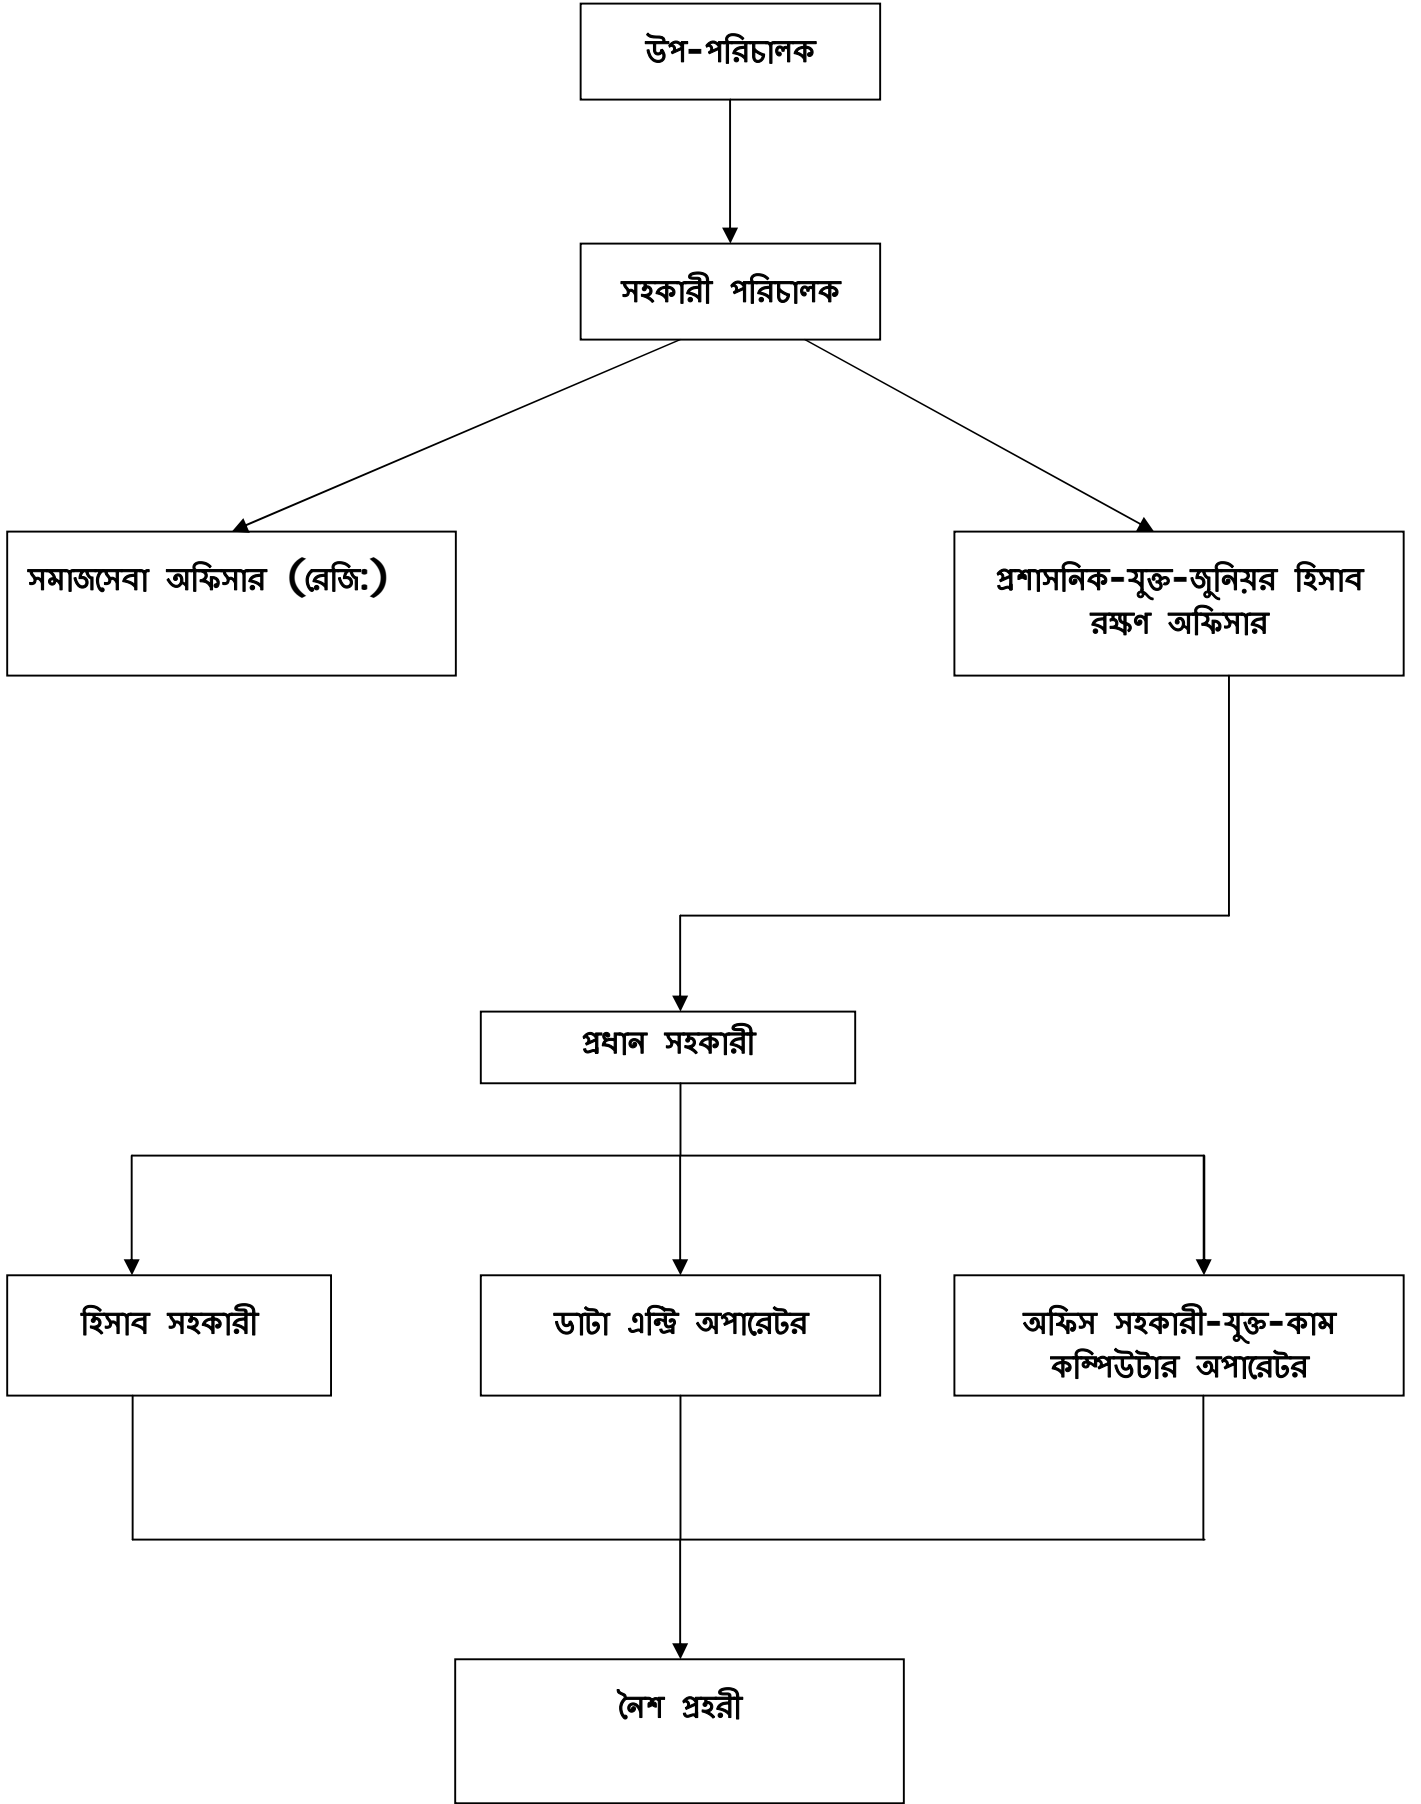 উপ-পরিচালক
সহকারী পরিচালক
সমাজসেবা অফিসার (রেজি:)
প্রশাসনিক-যুক্ত-জুনিয়র হিসাব
রক্ষণ অফিসার
প্রধান সহকারী
হিসাব সহকারী
ডাটা এন্ট্রি অপারেটর
অফিস সহকারী-যুক্ত-কাম
কম্পিউটার অপারেটর
নৈশ প্রহরী